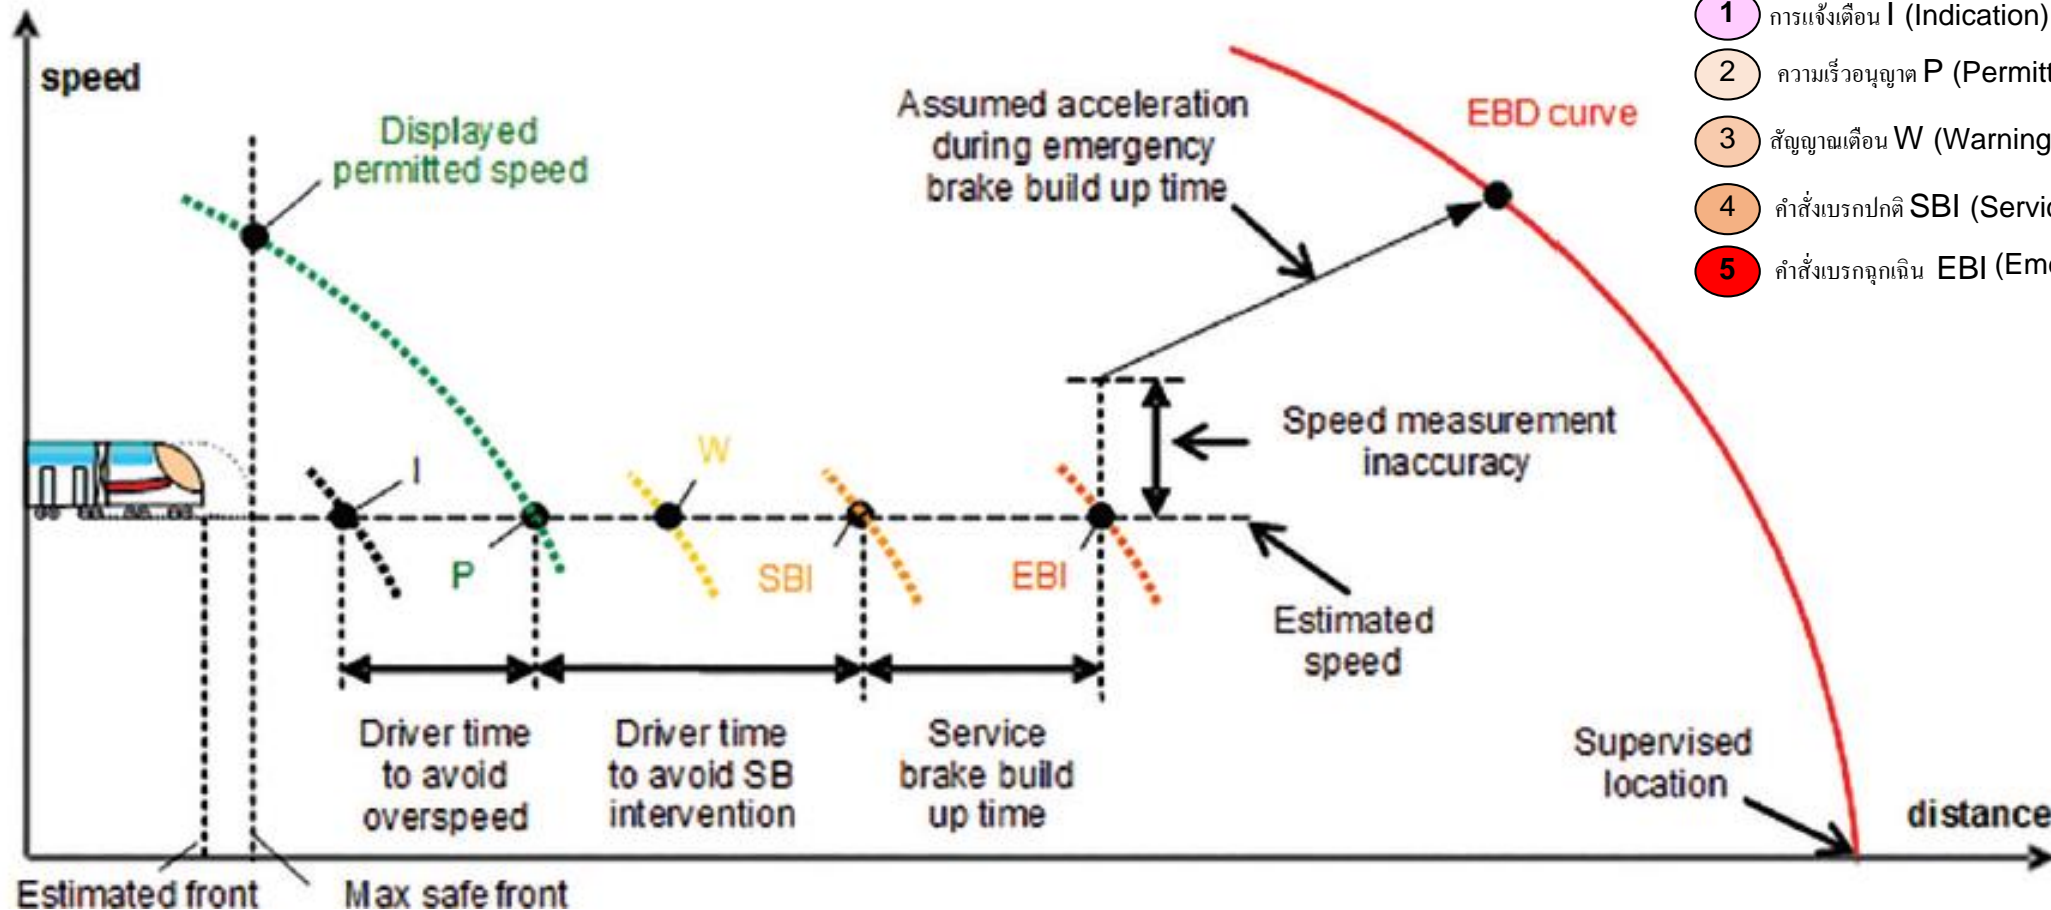 speed
Displayed
permitted speed
Assumed acceleration
during emergency
brake build up time
EBD curve
1 การแจ้งเตือน I (Indication)
2 ความเร็วอนุญาต P (Permitt
3 สัญญาณเตือน W (Warning
4 คำสั่งเบรกปกติ SBI (Servic
5 คำสั่งเบรกฉุกเฉิน EBI (Eme
I
W
P
SBI
EBI
Speed measurement
inaccuracy
Estimated
speed
Driver time
to avoid
overspeed
Driver time
to avoid SB
intervention
Service
brake build
up time
Supervised
location
distance
Estimated front
Max safe front